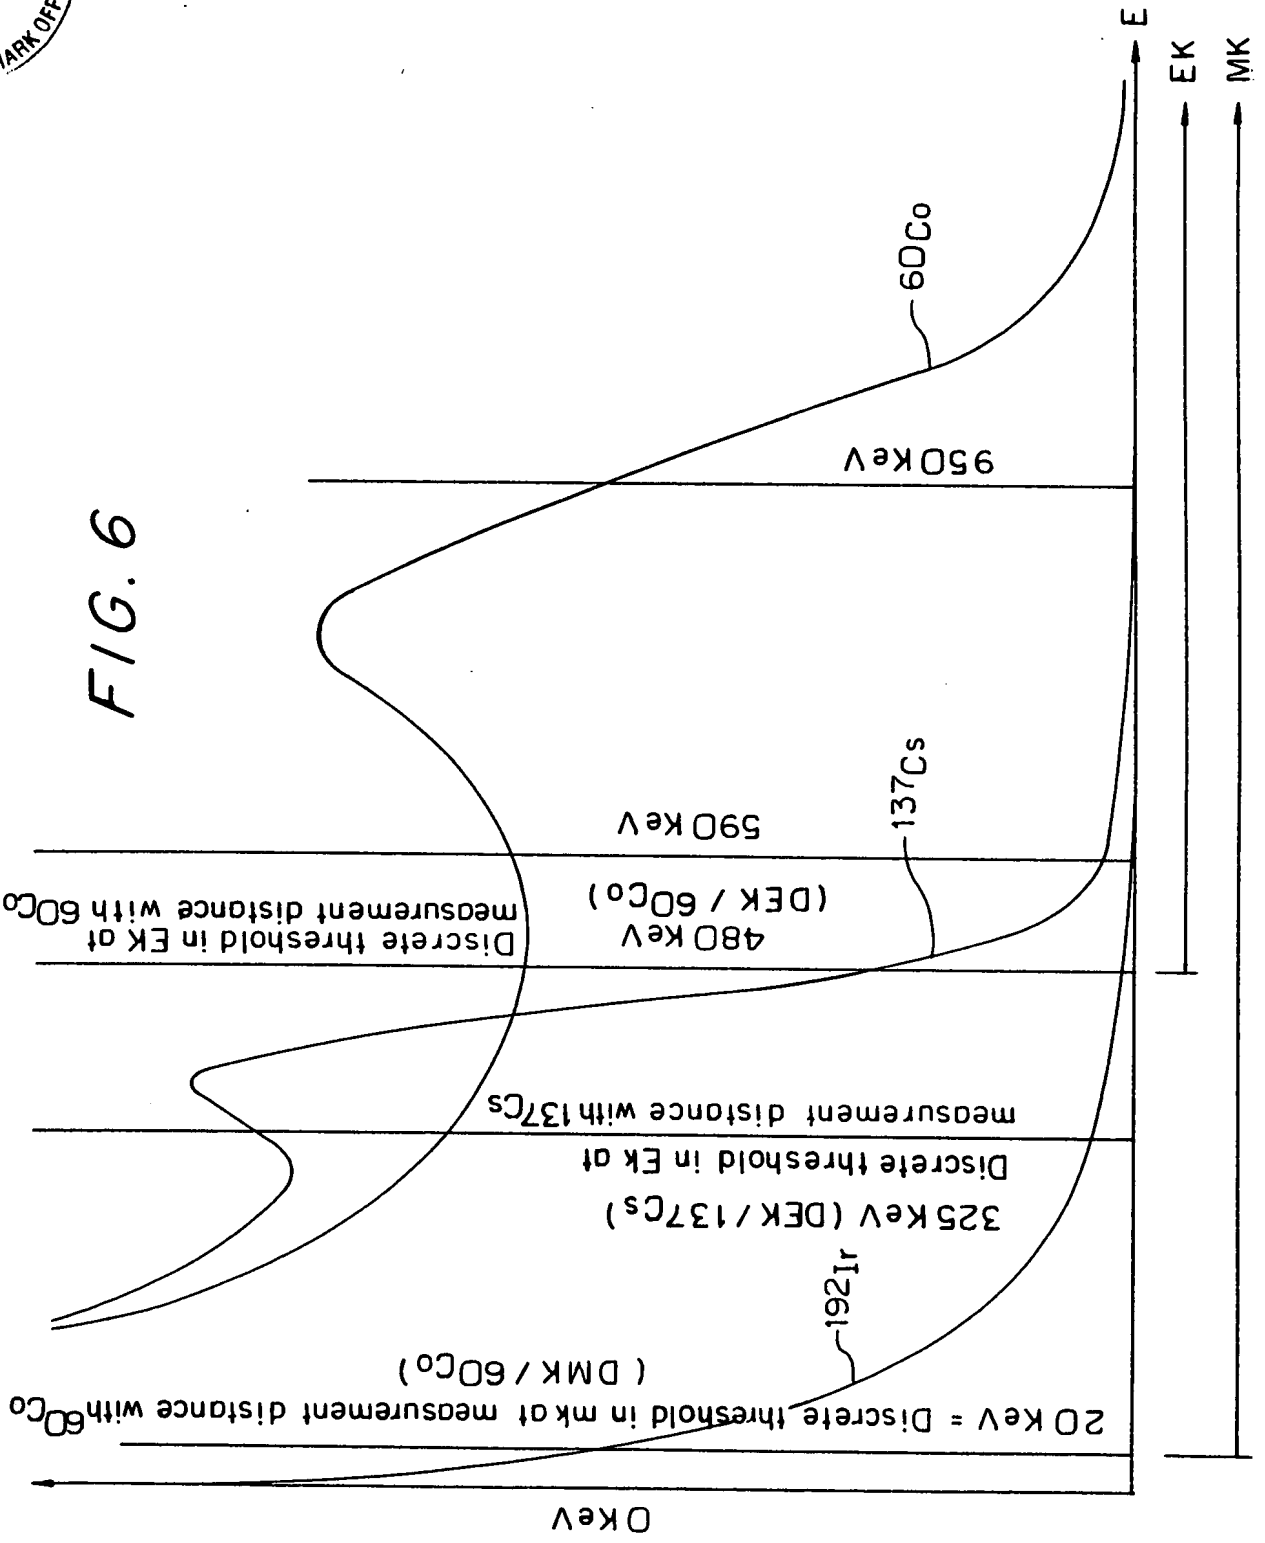 MARK OFF
FIG. 6
0 KeV
20 KeV = Discrete threshold in mk at measurement distance with 60Co
( DMK / 60Co)
192Ir
325 KeV (DEK / 137Cs)
Discrete threshold in Ek at
measurement distance with 137Cs
Discrete threshold in EK at
measurement distance with 60Co
480 KeV
(DEK / 60Co)
137Cs
590 KeV
950 KeV
60Co
E
EK
MK